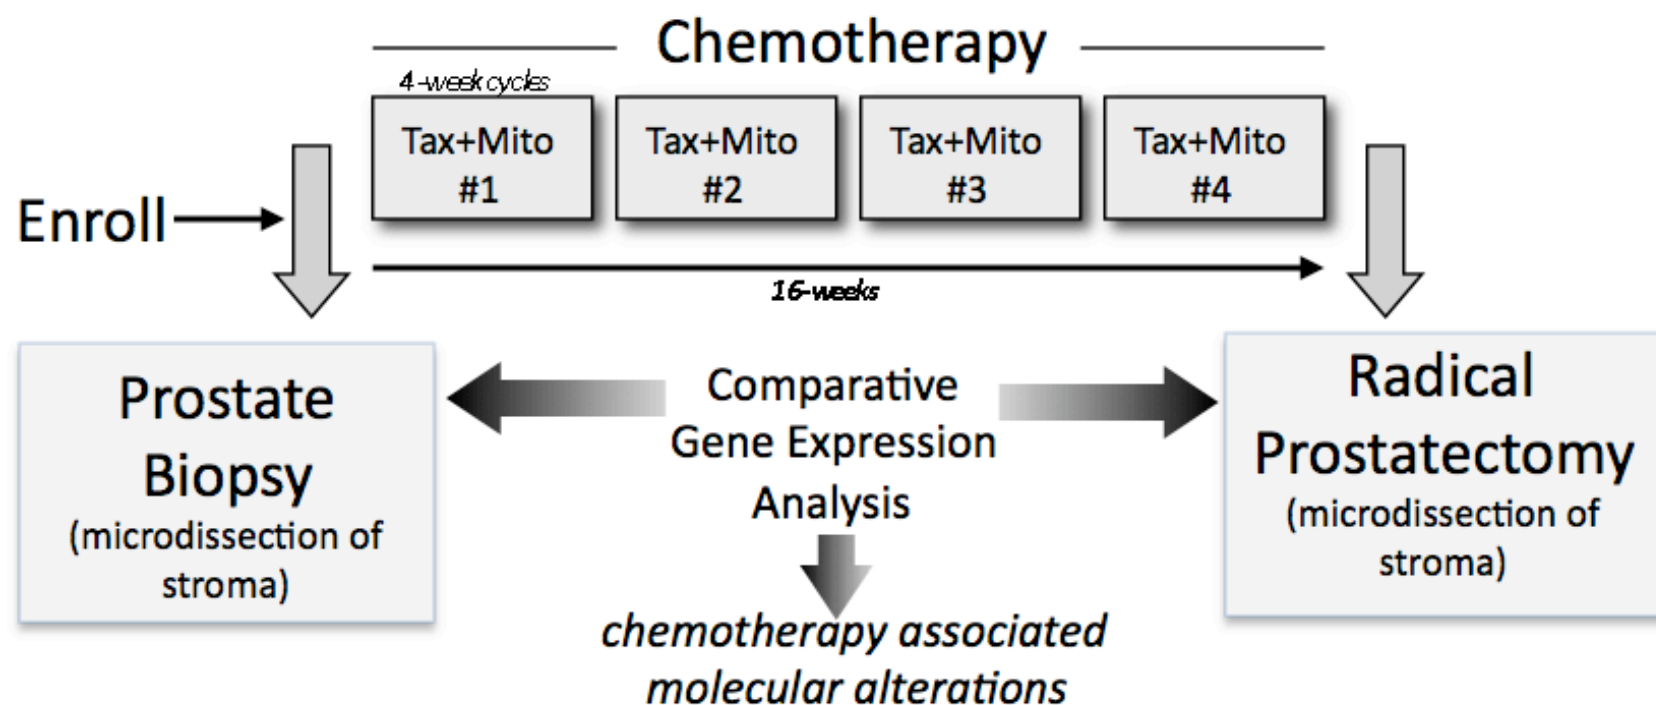 Chemotherapy
4-week cycles
Tax+Mito
#1
Tax+Mito
#2
Tax+Mito
#3
Tax+Mito
#4
Enroll
16-weeks
Prostate
Biopsy
(microdissection of
stroma)
Comparative
Gene Expression
Analysis
Radical
Prostatectomy
(microdissection of
stroma)
chemotherapy associated
molecular alterations